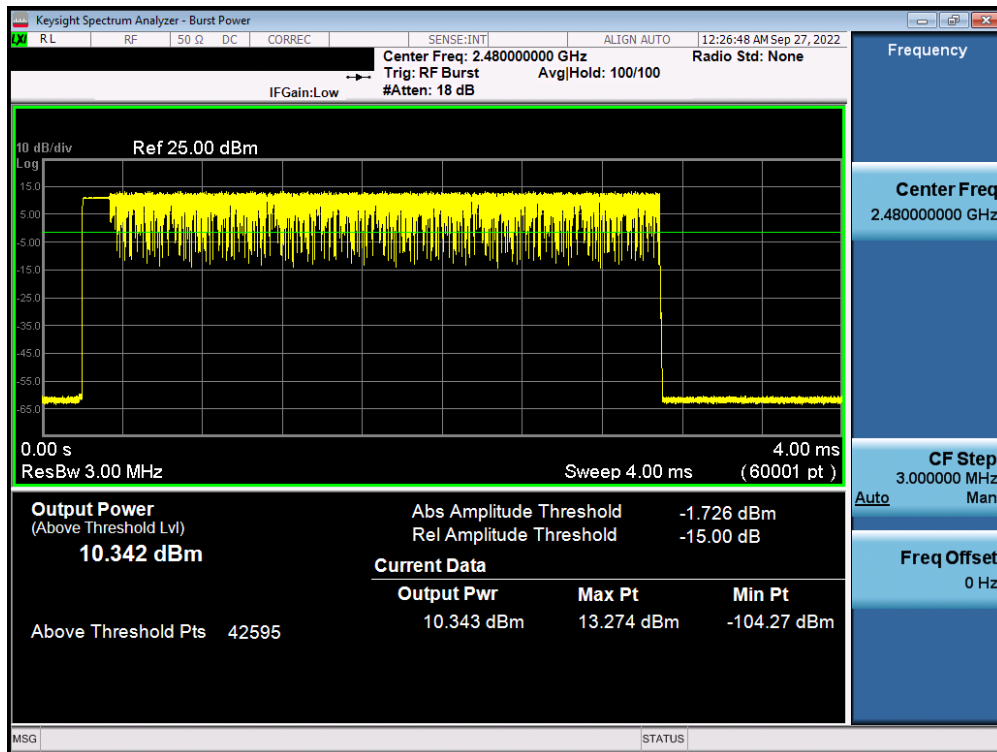 Keysight Spectrum Analyzer - Burst Power
LXI RL RF 50 Ω DC CORREC SENSE:INT ALIGN AUTO 12:26:48 AM Sep 27, 2022
Center Freq: 2.480000000 GHz Radio Std: None
Trig: RF Burst Avg|Hold: 100/100
IFGain:Low #Atten: 18 dB
Frequency
10 dB/div Ref 25.00 dBm
Log
15.0
5.00
-5.00
-15.0
-25.0
-35.0
-45.0
-55.0
-65.0
0.00 s 4.00 ms
ResBw 3.00 MHz Sweep 4.00 ms (60001 pt)
Output Power
(Above Threshold Lvl)
10.342 dBm
Above Threshold Pts 42595
Abs Amplitude Threshold -1.726 dBm
Rel Amplitude Threshold -15.00 dB
Current Data
Output Pwr Max Pt Min Pt
10.343 dBm 13.274 dBm -104.27 dBm
Center Freq
2.480000000 GHz
CF Step
3.000000 MHz
Auto Man
Freq Offset
0 Hz
MSG STATUS